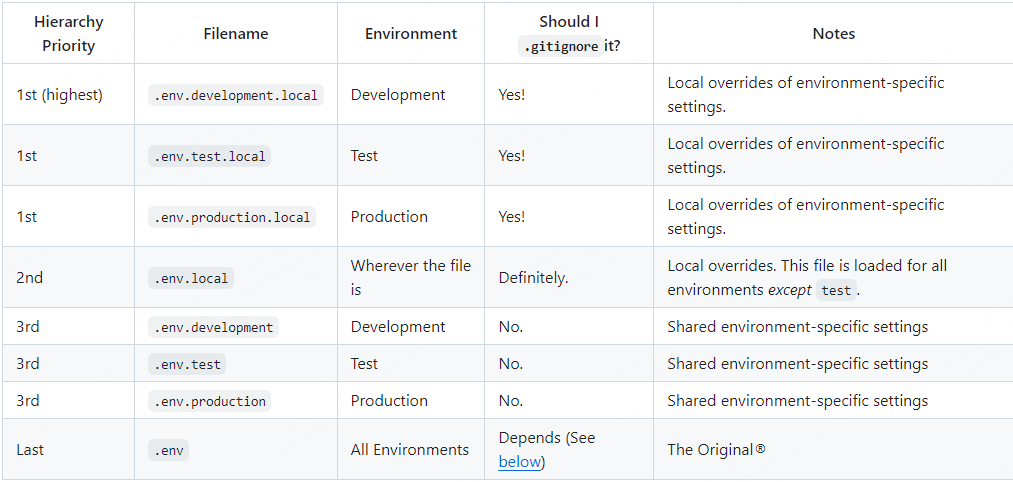 Hierarchy Priority | Filename | Environment | Should I .gitignore it? | Notes
1st (highest) | .env.development.local | Development | Yes! | Local overrides of environment-specific settings.
1st | .env.test.local | Test | Yes! | Local overrides of environment-specific settings.
1st | .env.production.local | Production | Yes! | Local overrides of environment-specific settings.
2nd | .env.local | Wherever the file is | Definitely. | Local overrides. This file is loaded for all environments except test.
3rd | .env.development | Development | No. | Shared environment-specific settings
3rd | .env.test | Test | No. | Shared environment-specific settings
3rd | .env.production | Production | No. | Shared environment-specific settings
Last | .env | All Environments | Depends (See below) | The Original®